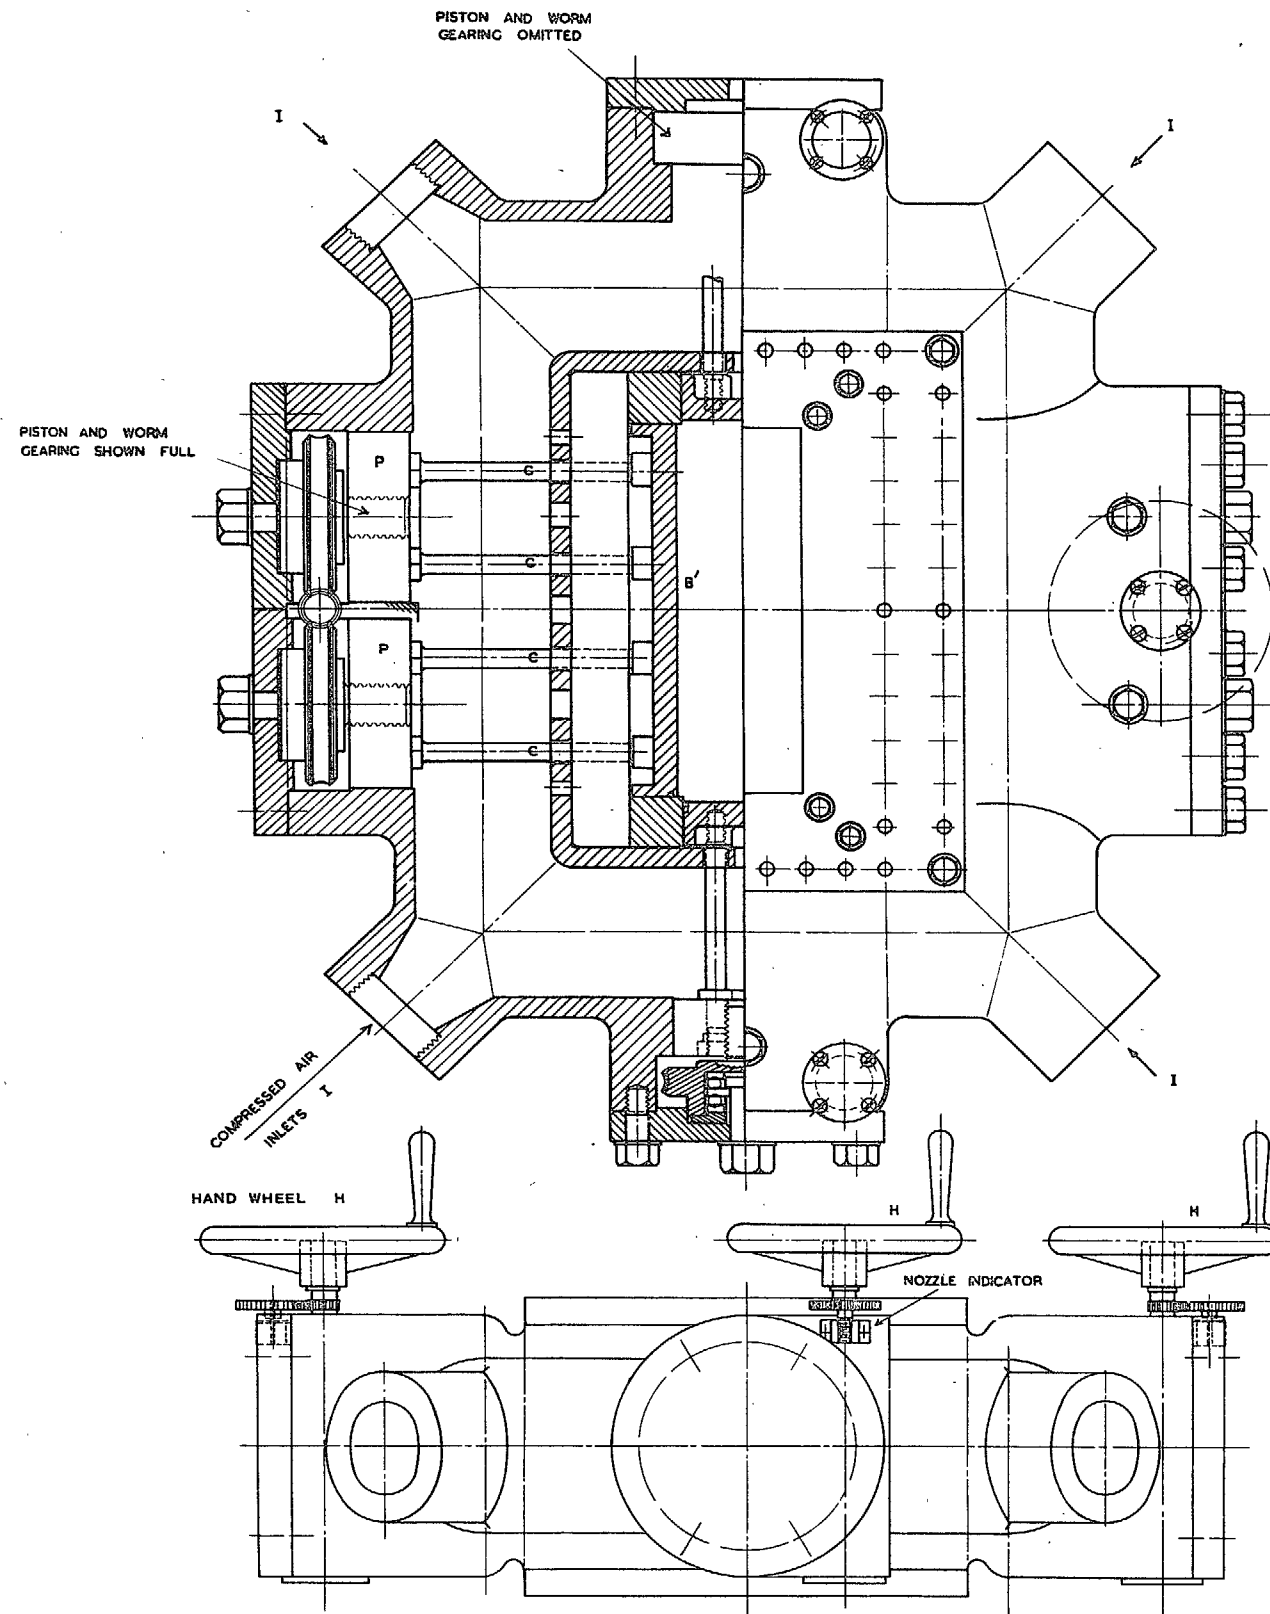 PISTON AND WORM
GEARING OMITTED
I
I
PISTON AND WORM
GEARING SHOWN FULL
P
C
C
B'
P
C
C
COMPRESSED AIR
INLETS I
I
HAND WHEEL H
H
H
NOZZLE INDICATOR